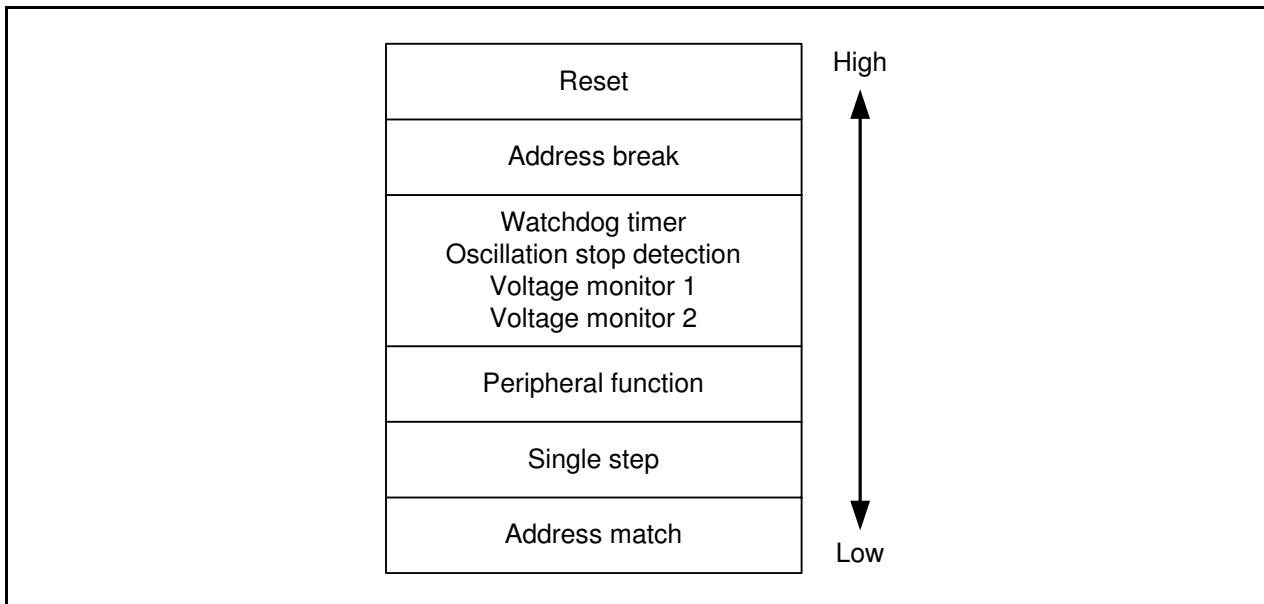 Reset
High
Address break
Watchdog timer
Oscillation stop detection
Voltage monitor 1
Voltage monitor 2
Peripheral function
Single step
Address match
Low